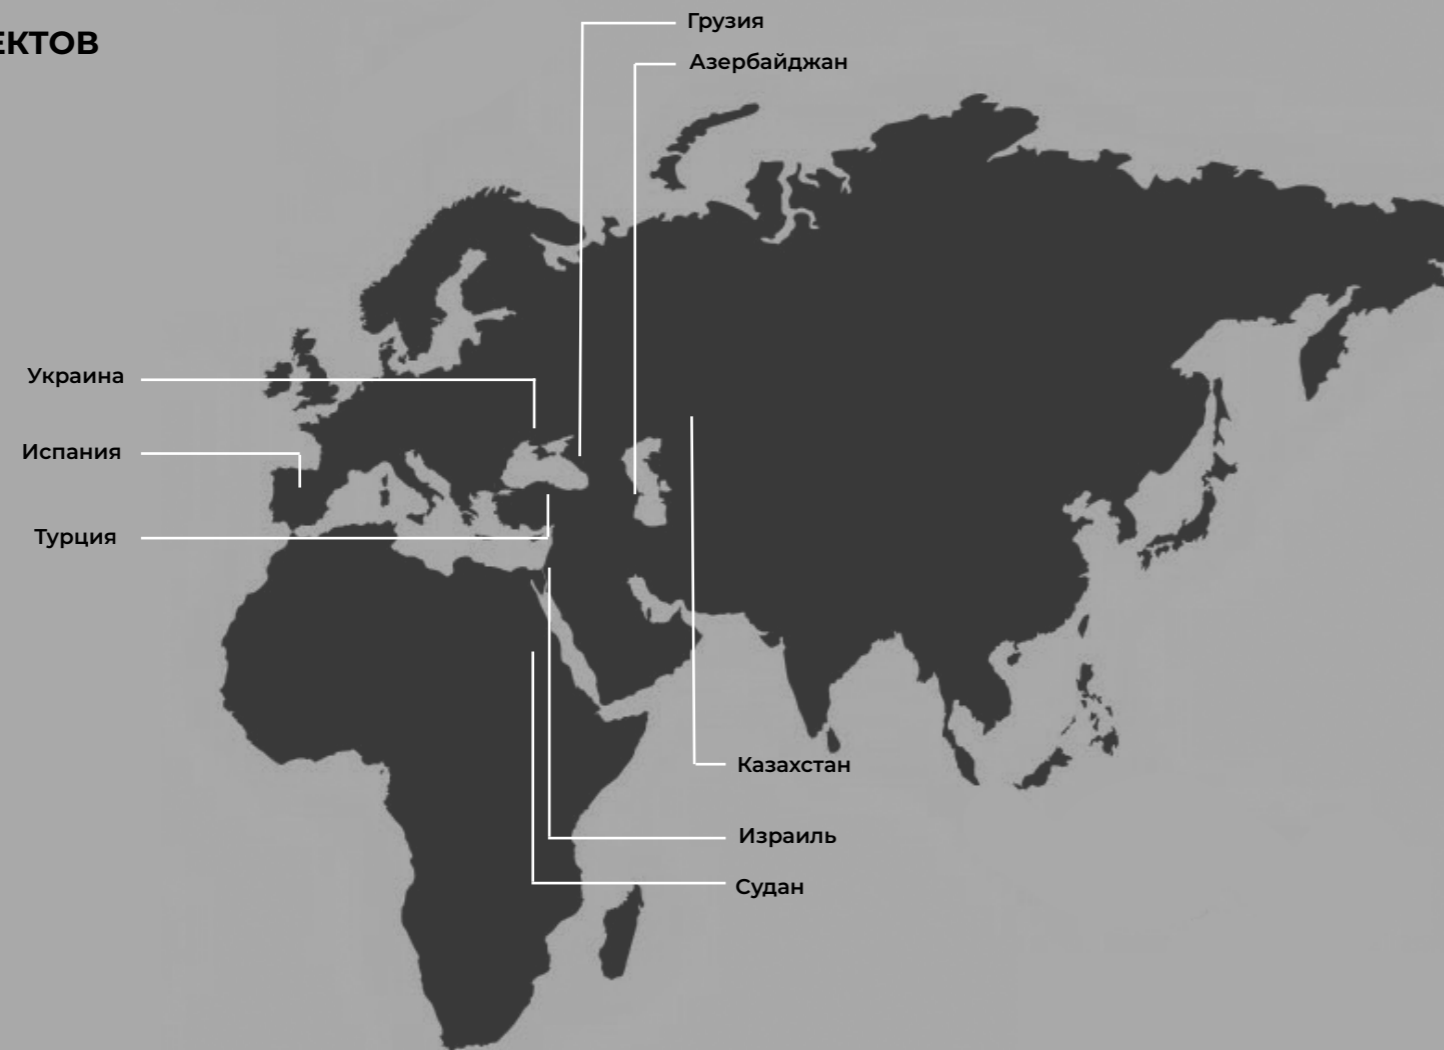 Грузия
ЕКТОВ
Азербайджан
Украина
Испания
Турция
Казахстан
Израиль
Судан